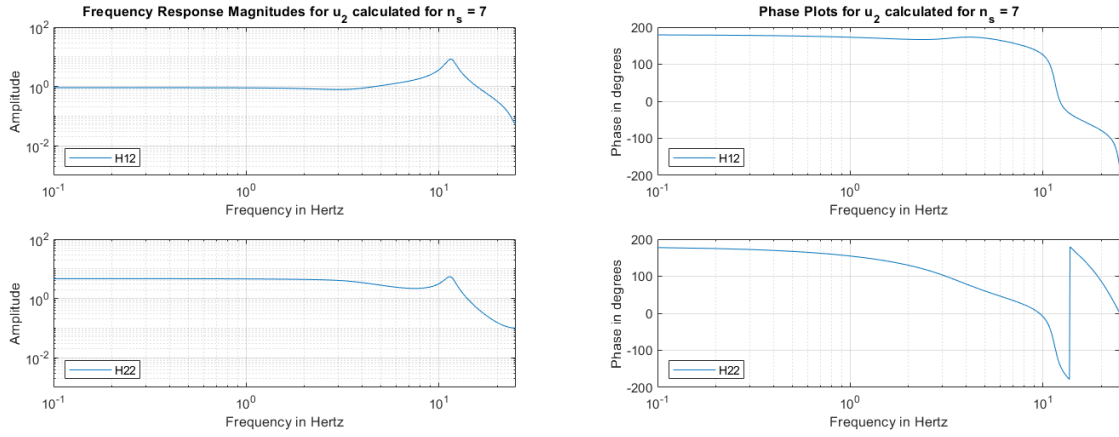 Frequency Response Magnitudes for u2 calculated for ns = 7
Amplitude
10^2
10^0
10^-2
H12
10^-1
10^0
10^1
Frequency in Hertz
Amplitude
10^2
10^0
10^-2
H22
10^-1
10^0
10^1
Frequency in Hertz
Phase Plots for u2 calculated for ns = 7
Phase in degrees
200
100
0
-100
-200
H12
10^-1
10^0
10^1
Frequency in Hertz
Phase in degrees
200
100
0
-100
-200
H22
10^-1
10^0
10^1
Frequency in Hertz